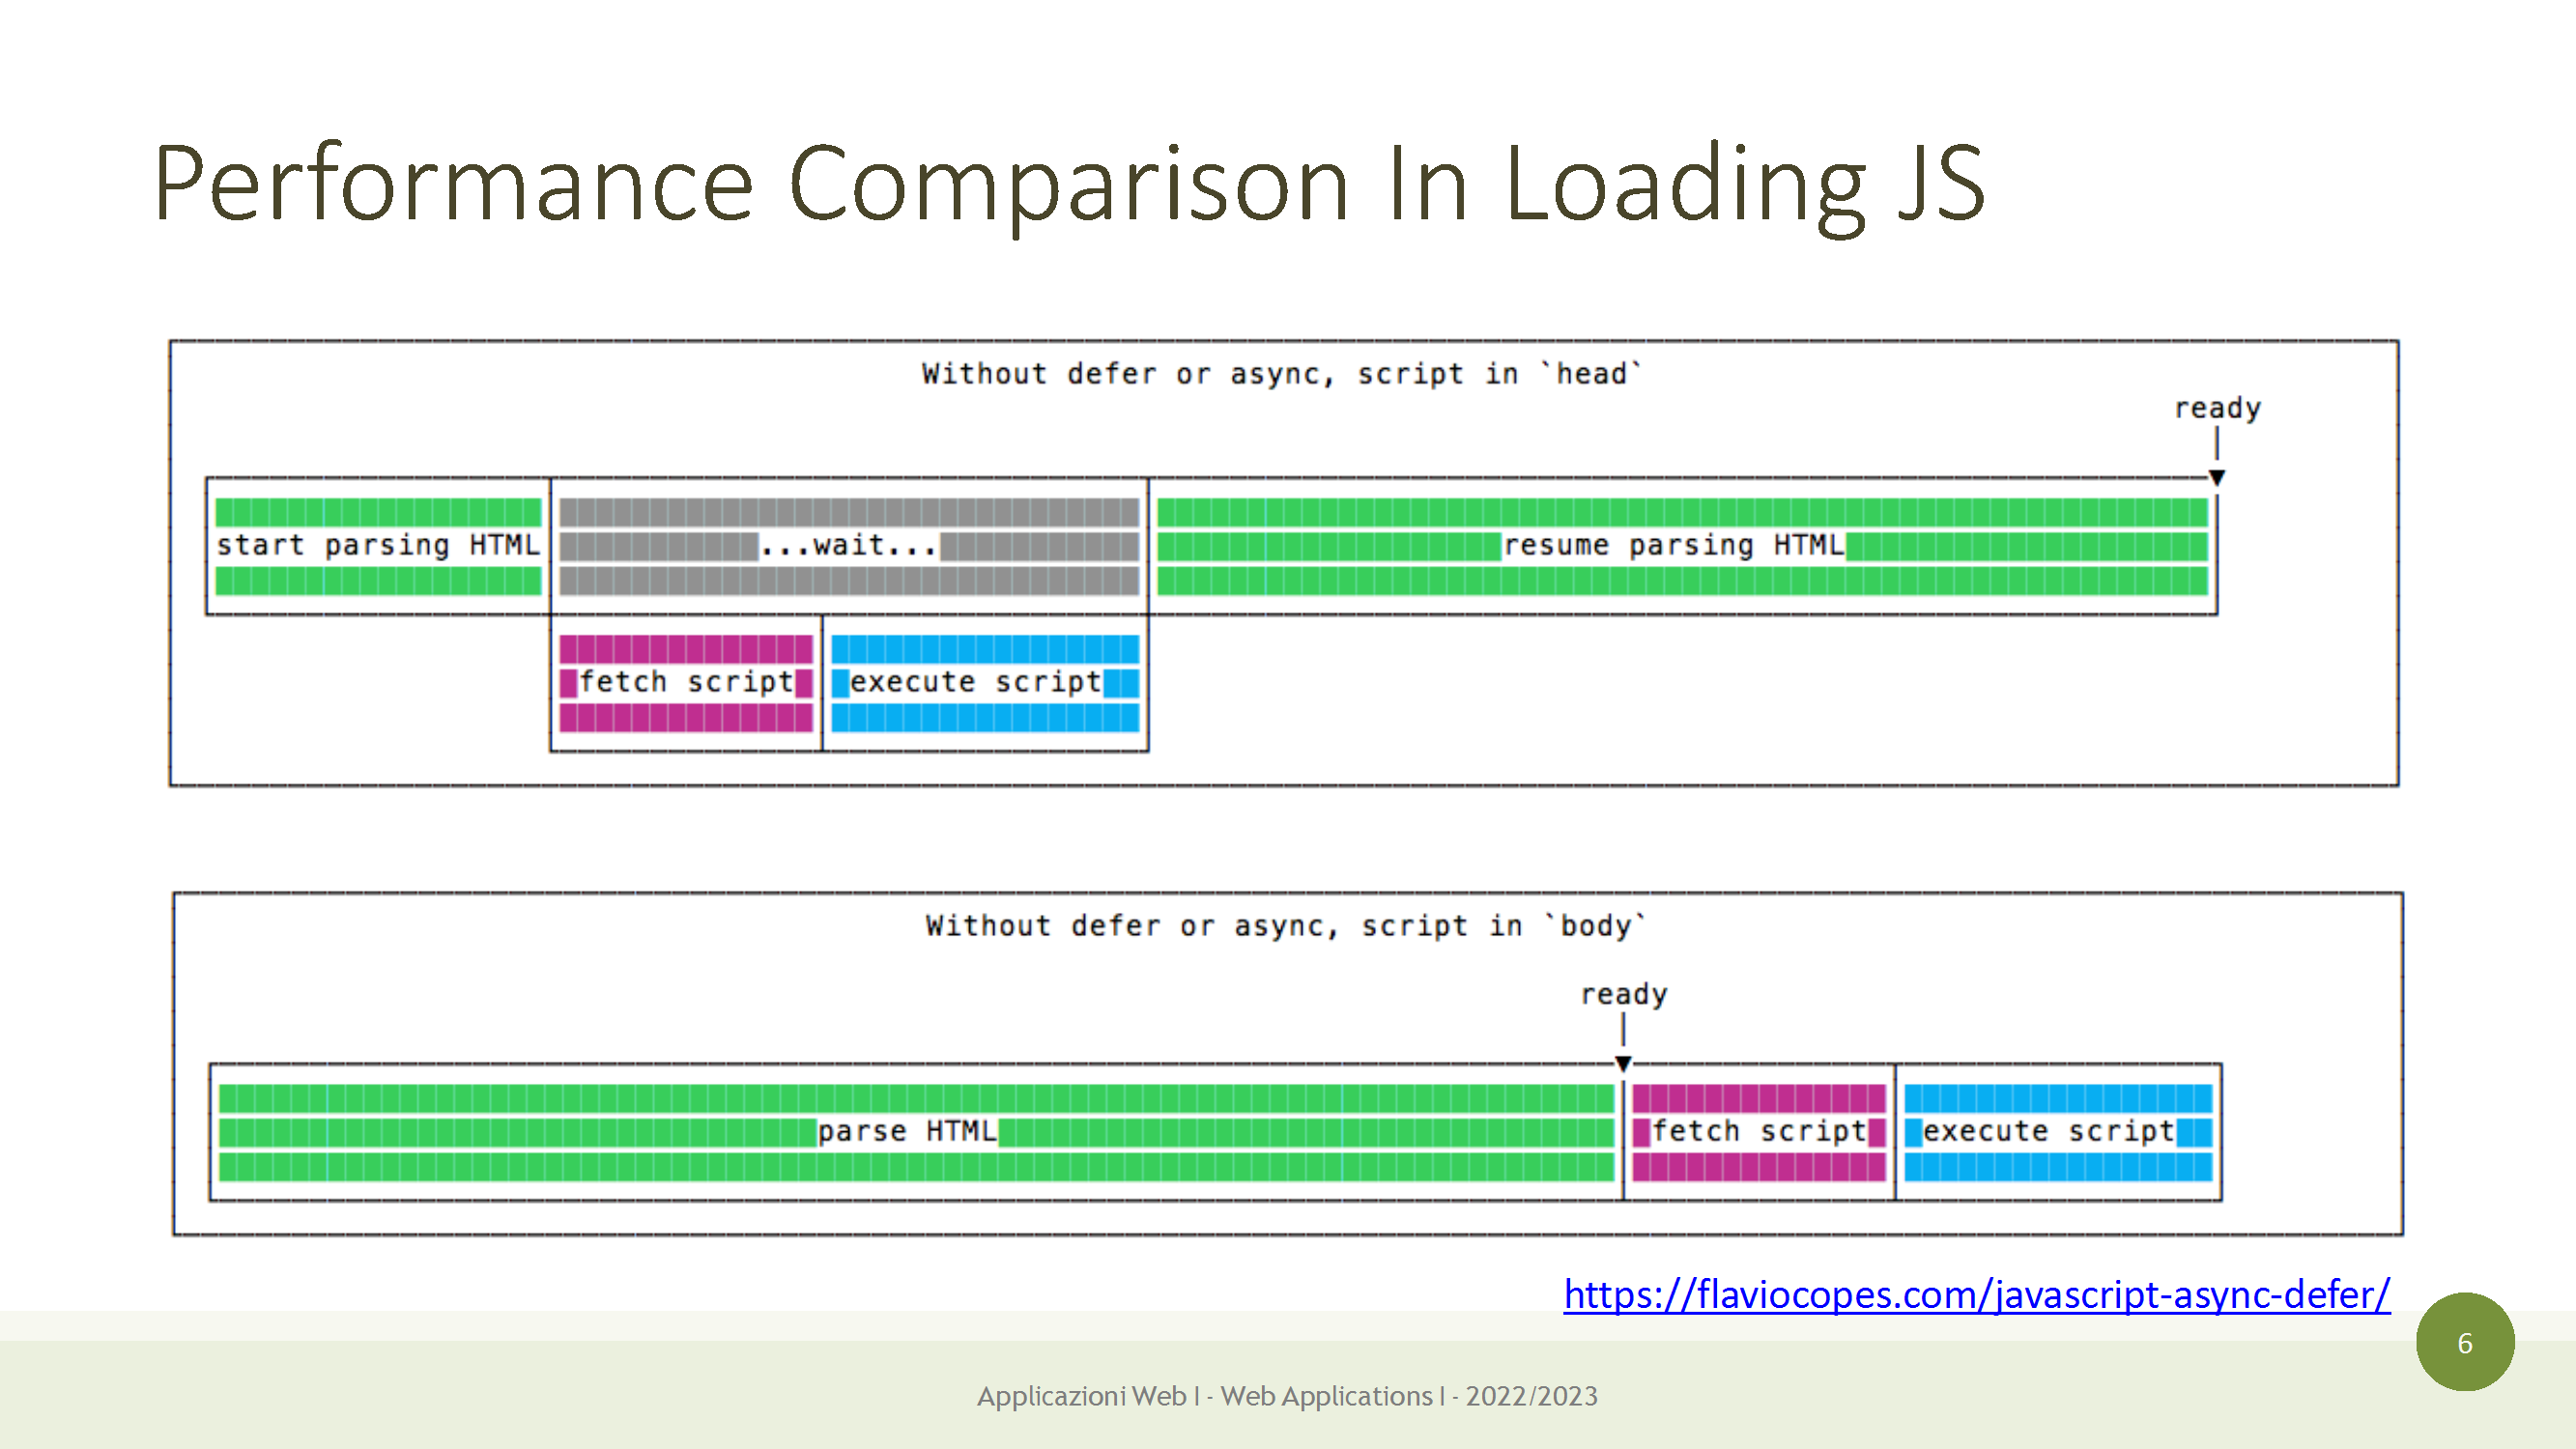 Performance Comparison In Loading JS
Without defer or async, script in `head`
ready
start parsing HTML
...wait...
resume parsing HTML
fetch script
execute script
Without defer or async, script in `body`
ready
parse HTML
fetch script
execute script
https://flaviocopes.com/javascript-async-defer/
6
Applicazioni Web I - Web Applications I - 2022/2023